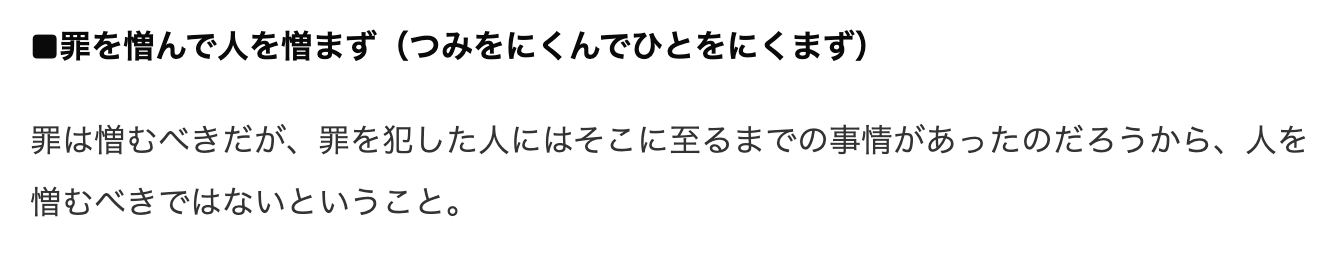 ■罪を憎んで人を憎まず（つみをにくんでひとをにくまず）
罪は憎むべきだが、罪を犯した人にはそこに至るまでの事情があったのだろうから、人を
憎むべきではないということ。